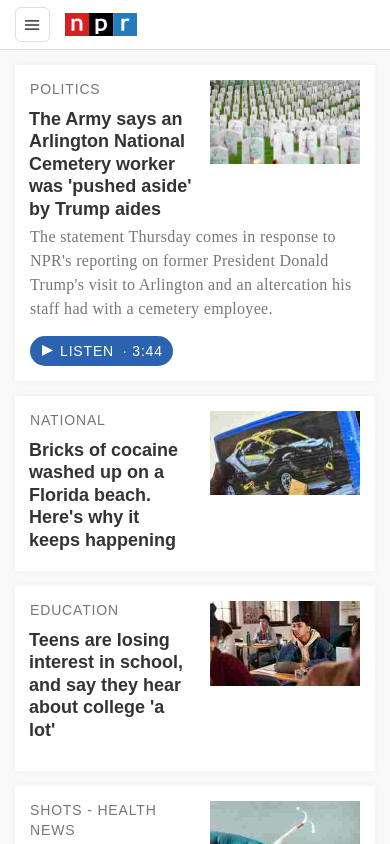 npr
POLITICS
The Army says an
Arlington National
Cemetery worker
was 'pushed aside'
by Trump aides
The statement Thursday comes in response to
NPR's reporting on former President Donald
Trump's visit to Arlington and an altercation his
staff had with a cemetery employee.
LISTEN · 3:44
NATIONAL
Bricks of cocaine
washed up on a
Florida beach.
Here's why it
keeps happening
EDUCATION
Teens are losing
interest in school,
and say they hear
about college 'a
lot'
SHOTS - HEALTH
NEWS